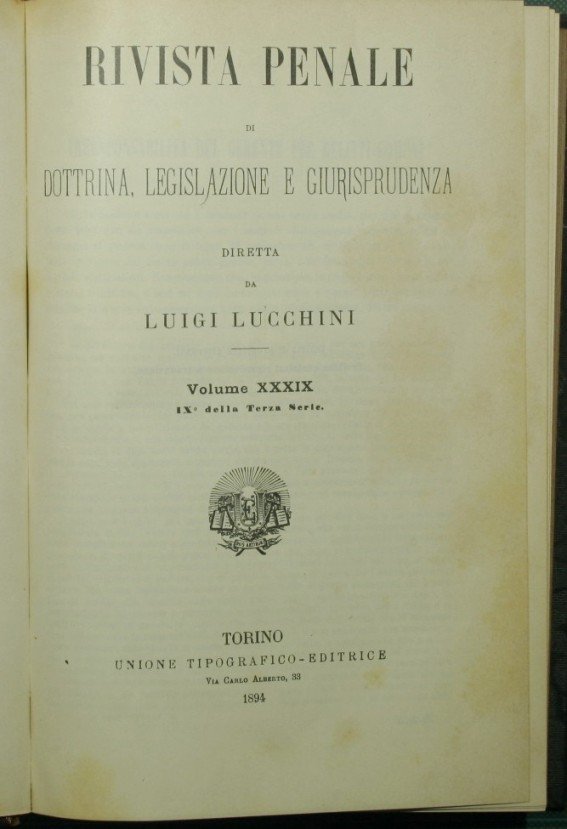 RIVISTA PENALE
DI
DOTTRINA, LEGISLAZIONE E GIURISPRUDENZA
DIRETTA
DA
LUIGI LUCCHINI
Volume XXXIX
IXº della Terza Serie.
TORINO
UNIONE TIPOGRAFICO-EDITRICE
VIA CARLO ALBERTO, 33
1894